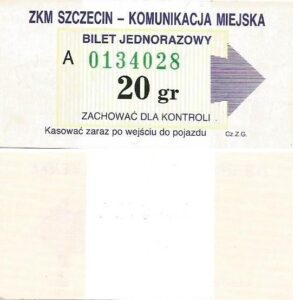 ZKM SZCZECIN - KOMUNIKACJA MIEJSKA
BILET JEDNORAZOWY
A 0134028
20 gr
ZACHOWAĆ DLA KONTROLI
Kasować zaraz po wejściu do pojazdu
Cz.Z.G.